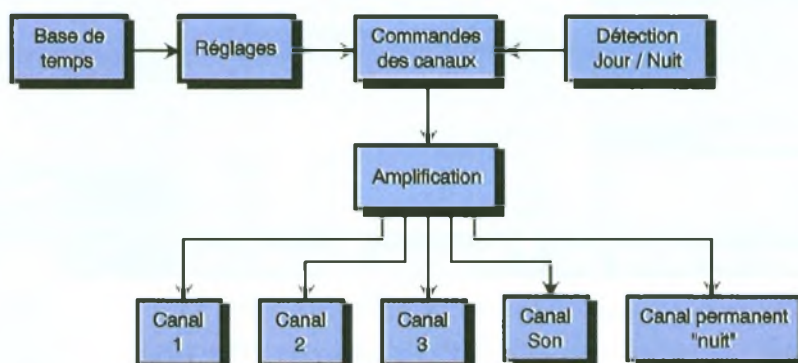 Base de
temps
Réglages
Commandes
des canaux
Détection
Jour / Nuit
Amplification
Canal
1
Canal
2
Canal
3
Canal
Son
Canal permanent
"nuit"